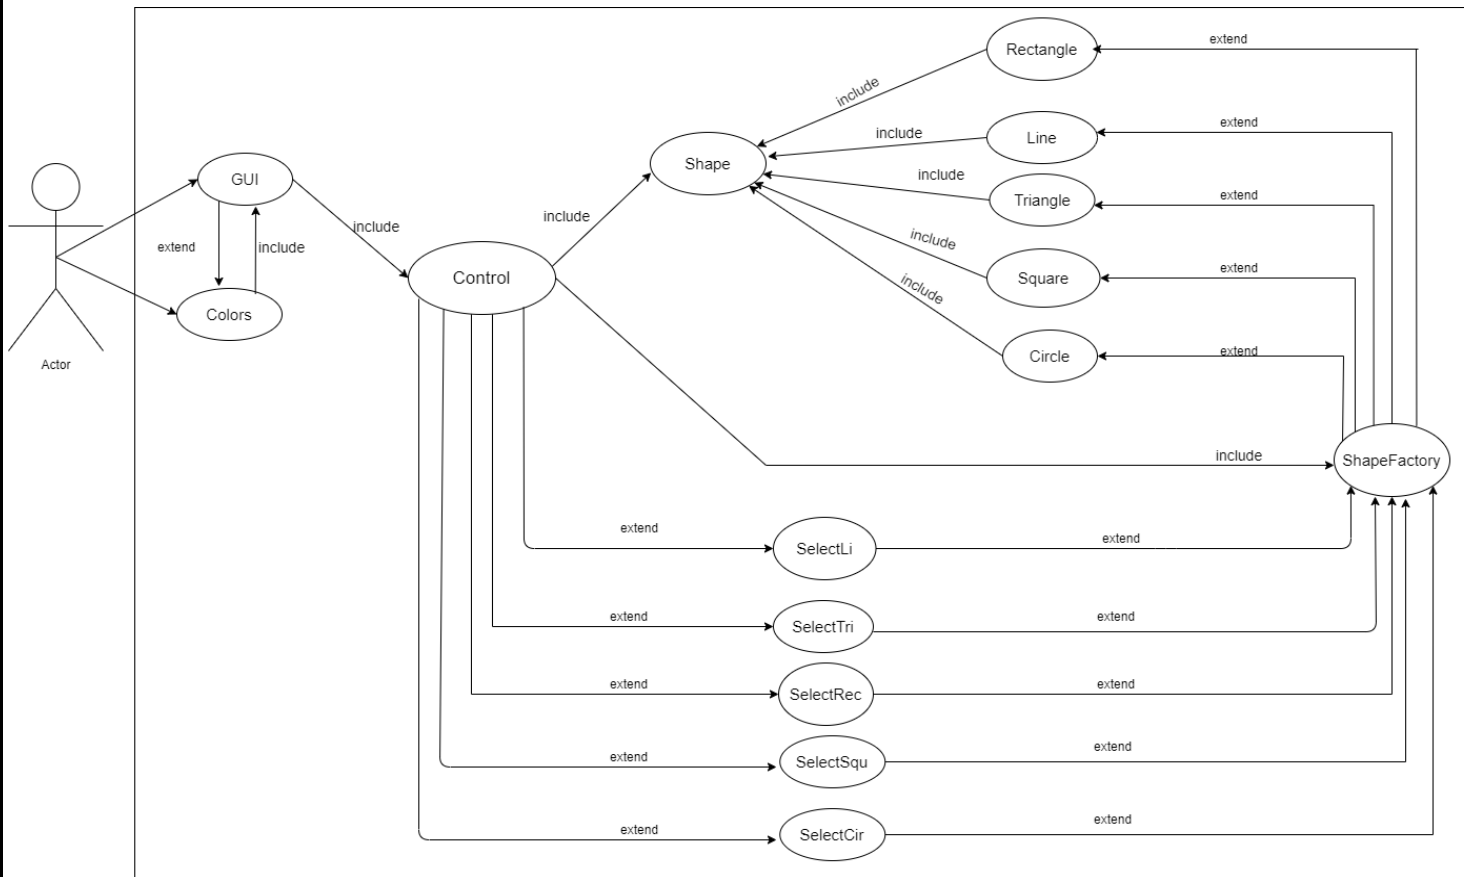 Rectangle
extend
include
Line
include
extend
Shape
GUI
include
Triangle
extend
include
include
extend
include
include
Control
Square
extend
include
Colors
Circle
extend
Actor
include
ShapeFactory
extend
SelectLi
extend
extend
SelectTri
extend
extend
SelectRec
extend
extend
SelectSqu
extend
extend
SelectCir
extend